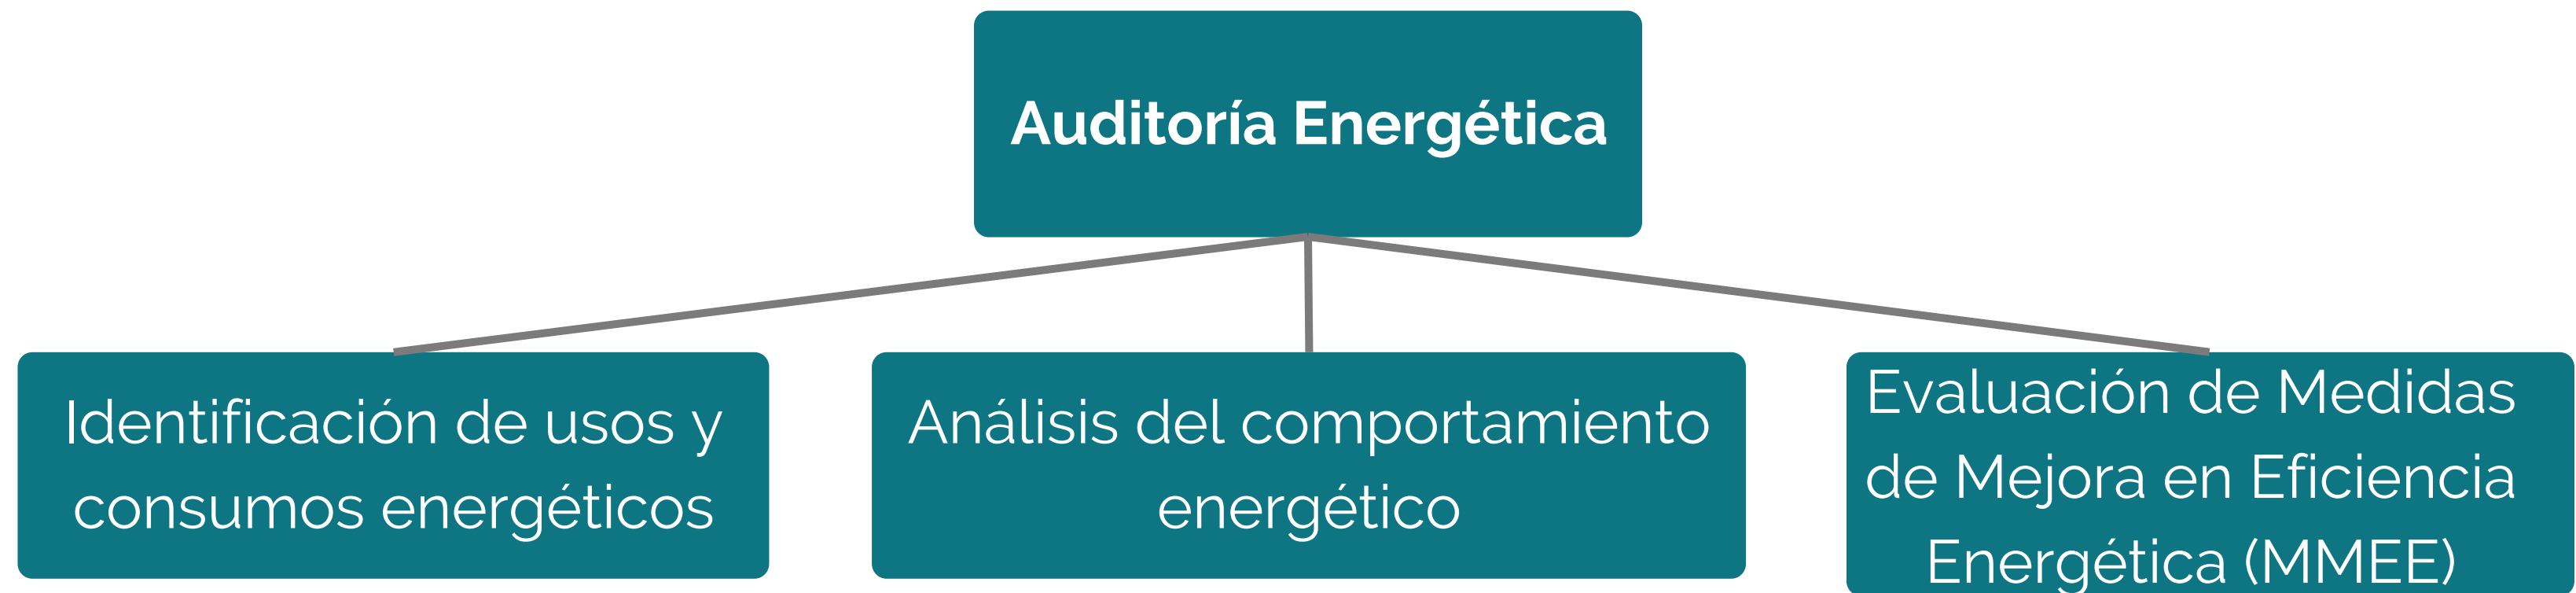 Auditoría Energética
Identificación de usos y
consumos energéticos
Análisis del comportamiento
energético
Evaluación de Medidas
de Mejora en Eficiencia
Energética (MMEE)